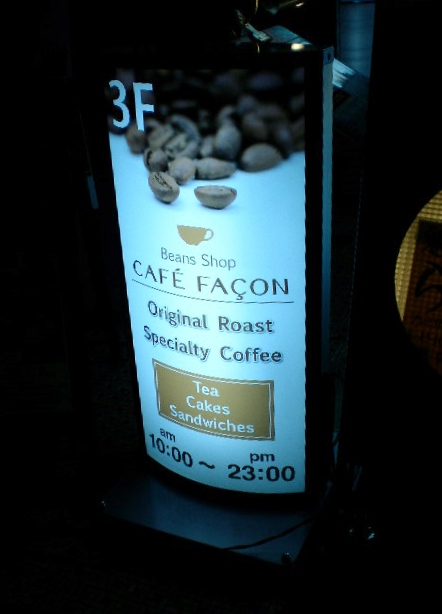 3F
Beans Shop
CAFÉ FAÇON
Original Roast
Specialty Coffee
Tea
Cakes
Sandwiches
am pm
10:00 ~ 23:00